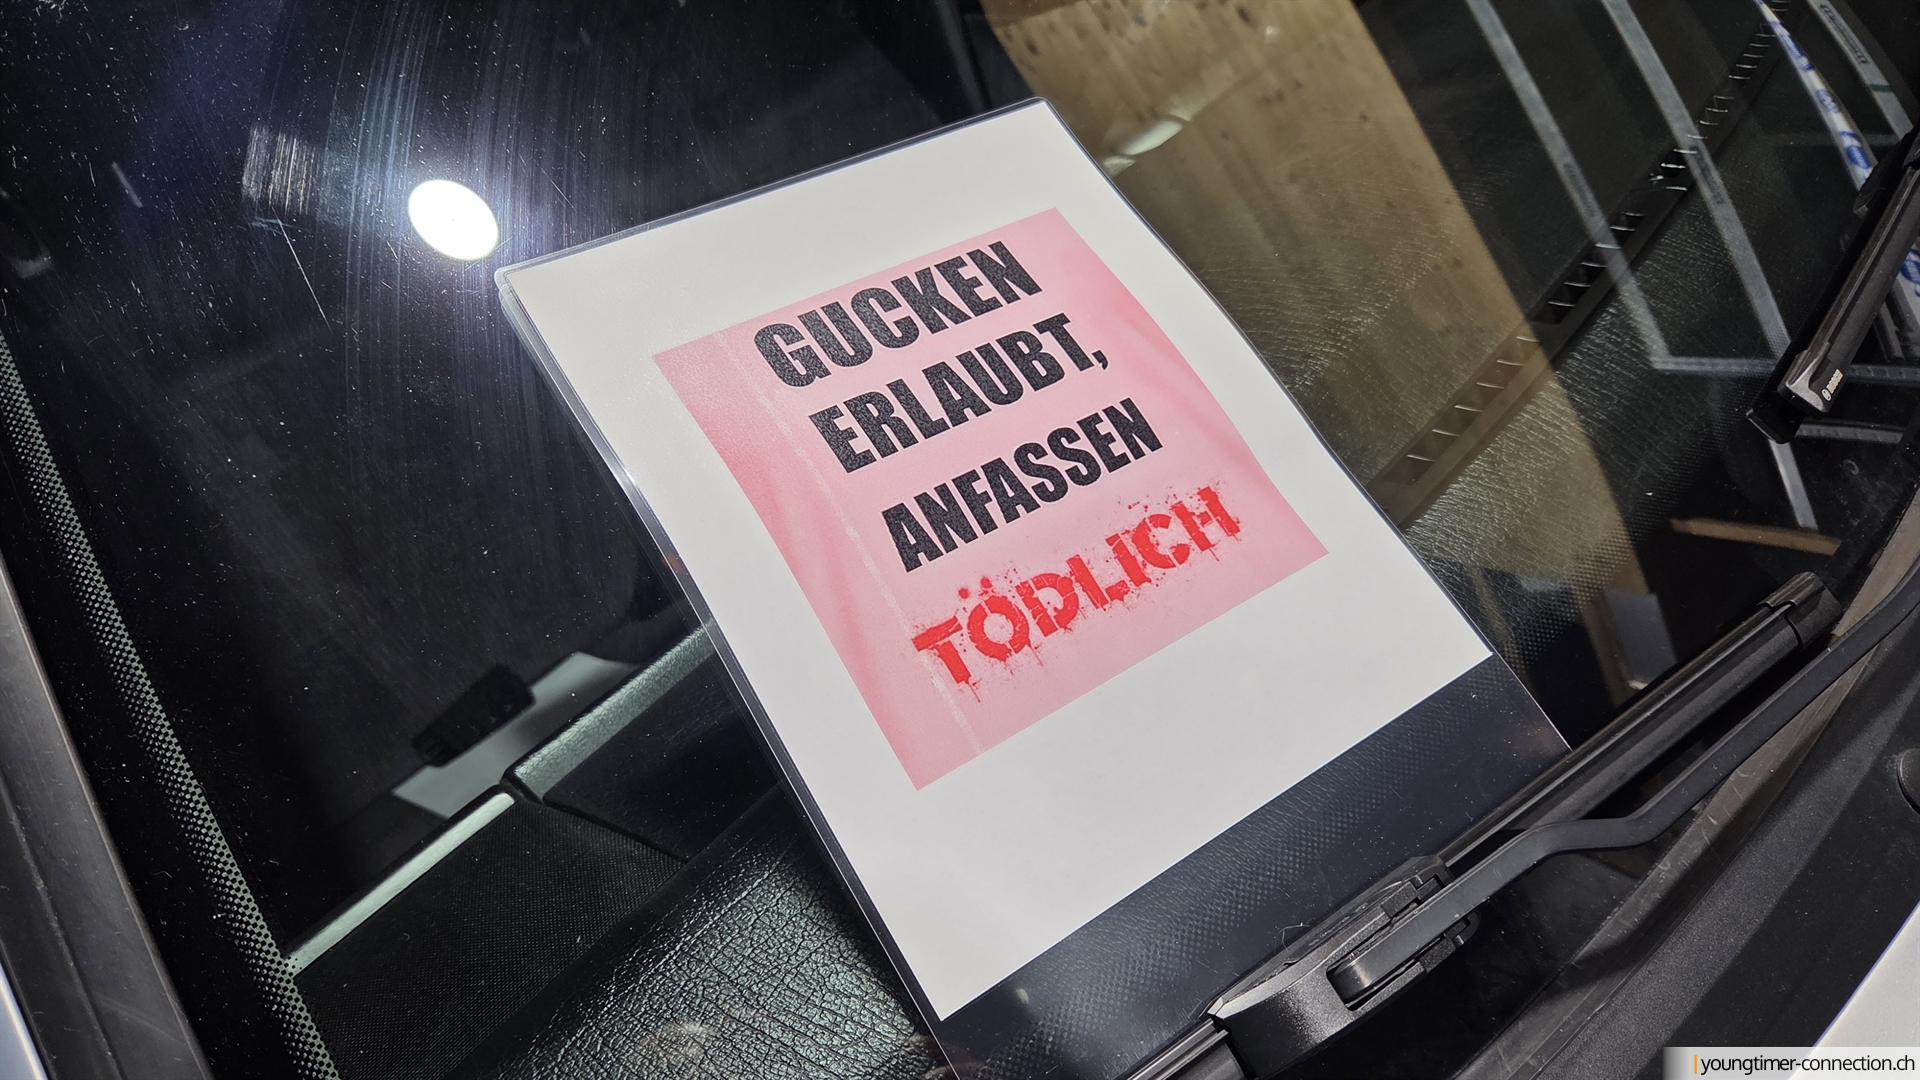 GUCKEN
ERLAUBT,
ANFASSEN
TÖDLICH
youngtimer-connection.ch